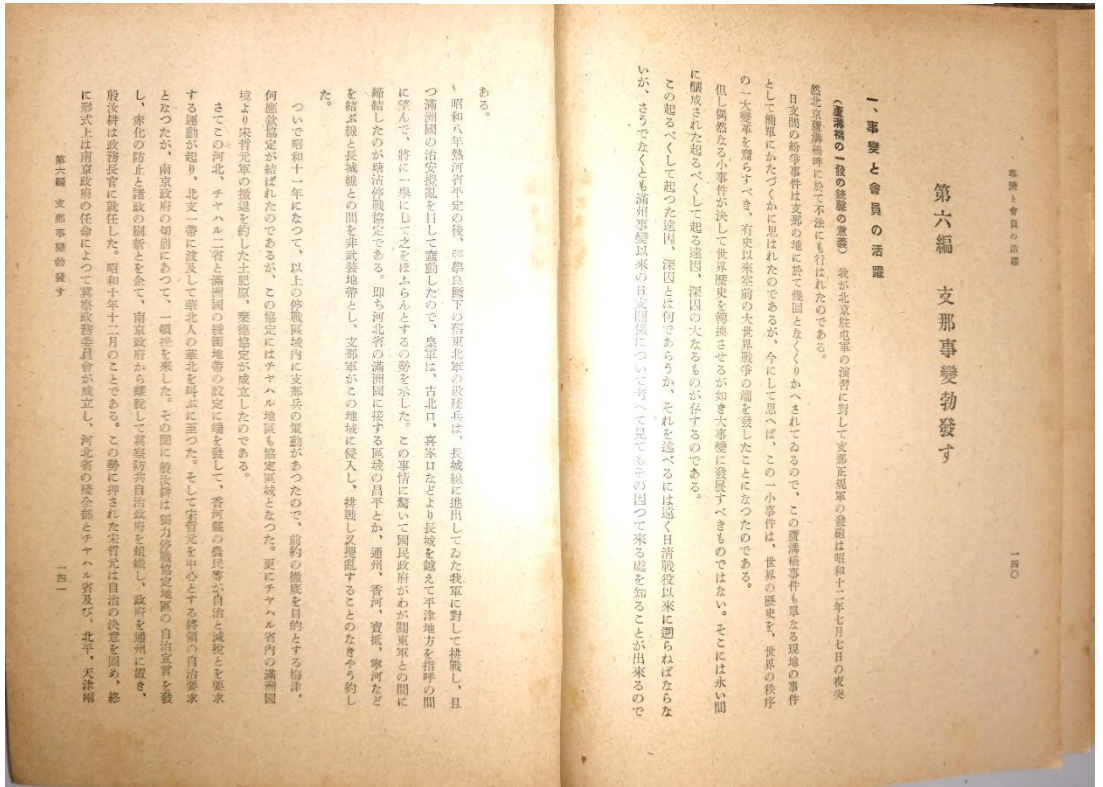 事變と會員の活躍
一四〇
第六編 支那事變勃發す
一、事變と會員の活躍
(蘆溝橋の一發の銃聲の意義) 我が北京駐屯軍の演習に對して支那正規軍の發砲は昭和十二年七月七日の夜突
然北京蘆溝橋畔に於て不法にも行はれたのである。
日支間の紛爭事件は支那の地に於て幾回となくくりかへされてゐるので、この蘆溝橋事件も單なる現地の事件
として簡單にかたづくかに思はれたのであるが、今にして思へば、この一小事件は、世界の歷史を、世界の秩序
の一大變革を齎らすべき、有史以來空前の大世界戰爭の端を發したことになつたのである。
但し偶然なる小事件が決して世界歷史を轉換させるが如き大事變に發展すべきものではない。そこには永い間
に釀成された起るべくして起る遠因、深因の大なるものが存するのである。
この起るべくして起つた遠因、深因とは何であらうか、それを述べるには遠く日淸戰役以來に遡らねばならな
いが、さうでなくとも滿州事變以來の日支關係について考へて見てもその因つて來る處を知ることが出來るので
ある。
昭和八年熱河省平定の後、張學良麾下の舊東北軍の敗殘兵は、長城線に進出してゐた我軍に對して挑戰し、且
つ滿洲國の治安攪亂を目して蠢動したので、皇軍は、古北口、喜峯口などより長城を越えて平津地方を指呼の間
に望んで、將に一擧にして之をほふらんとするの勢を示した。この事情に驚いて國民政府がわが關東軍との間に
締結したのが塘沽停戰協定である。卽ち河北省の滿洲國に接する區域の昌平とか、通州、香河、寶抵、寧河など
を結ぶ線と長城線との間を非武裝地帶とし、支那軍がこの地域に侵入し、挑戰し又攪亂することのなきやう約し
た。
ついで昭和十一年になつて、以上の停戰區域內に支那兵の策動があつたので、前約の徹底を目的とする梅津、
何應欽協定が結ばれたのであるが、この協定にはチャハル地區も協定區域となつた。更にチャハル省內の滿洲國
境より宋哲元軍の撤退を約した土肥原、秦德協定が成立したのである。
さてこの河北、チャハル二省と滿洲國の緩衝地帶の設定に端を發して、香河縣の農民等が自治と減稅とを要求
する運動が起り、北支一帶に波及して華北人の華北を叫ぶに至つた。そして宋哲元を中心とする將領の自治要求
となつたが、南京政府の切崩にあつて、一頓挫を來した。その間に殷汝耕は獨力停戰協定地區の自治宣言を發
し、赤化の防止と諸政の刷新とを企て、南京政府から離脫して冀察防共自治政府を組織し、政府を通州に置き、
殷汝耕は政務長官に就任した。昭和十年十二月のことである。この勢に押された宋哲元は自治の決意を固め、終
に形式上は南京政府の任命によつて冀察政務委員會が成立し、河北省の殘全部とチャハル省及び、北平、天津兩
第六編 支那事變勃發す
一四一